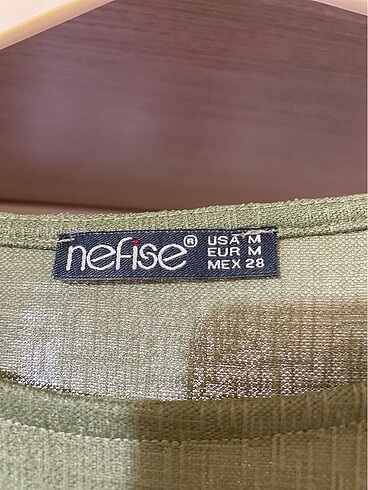 nefise®
USA M
EUR M
MEX 28